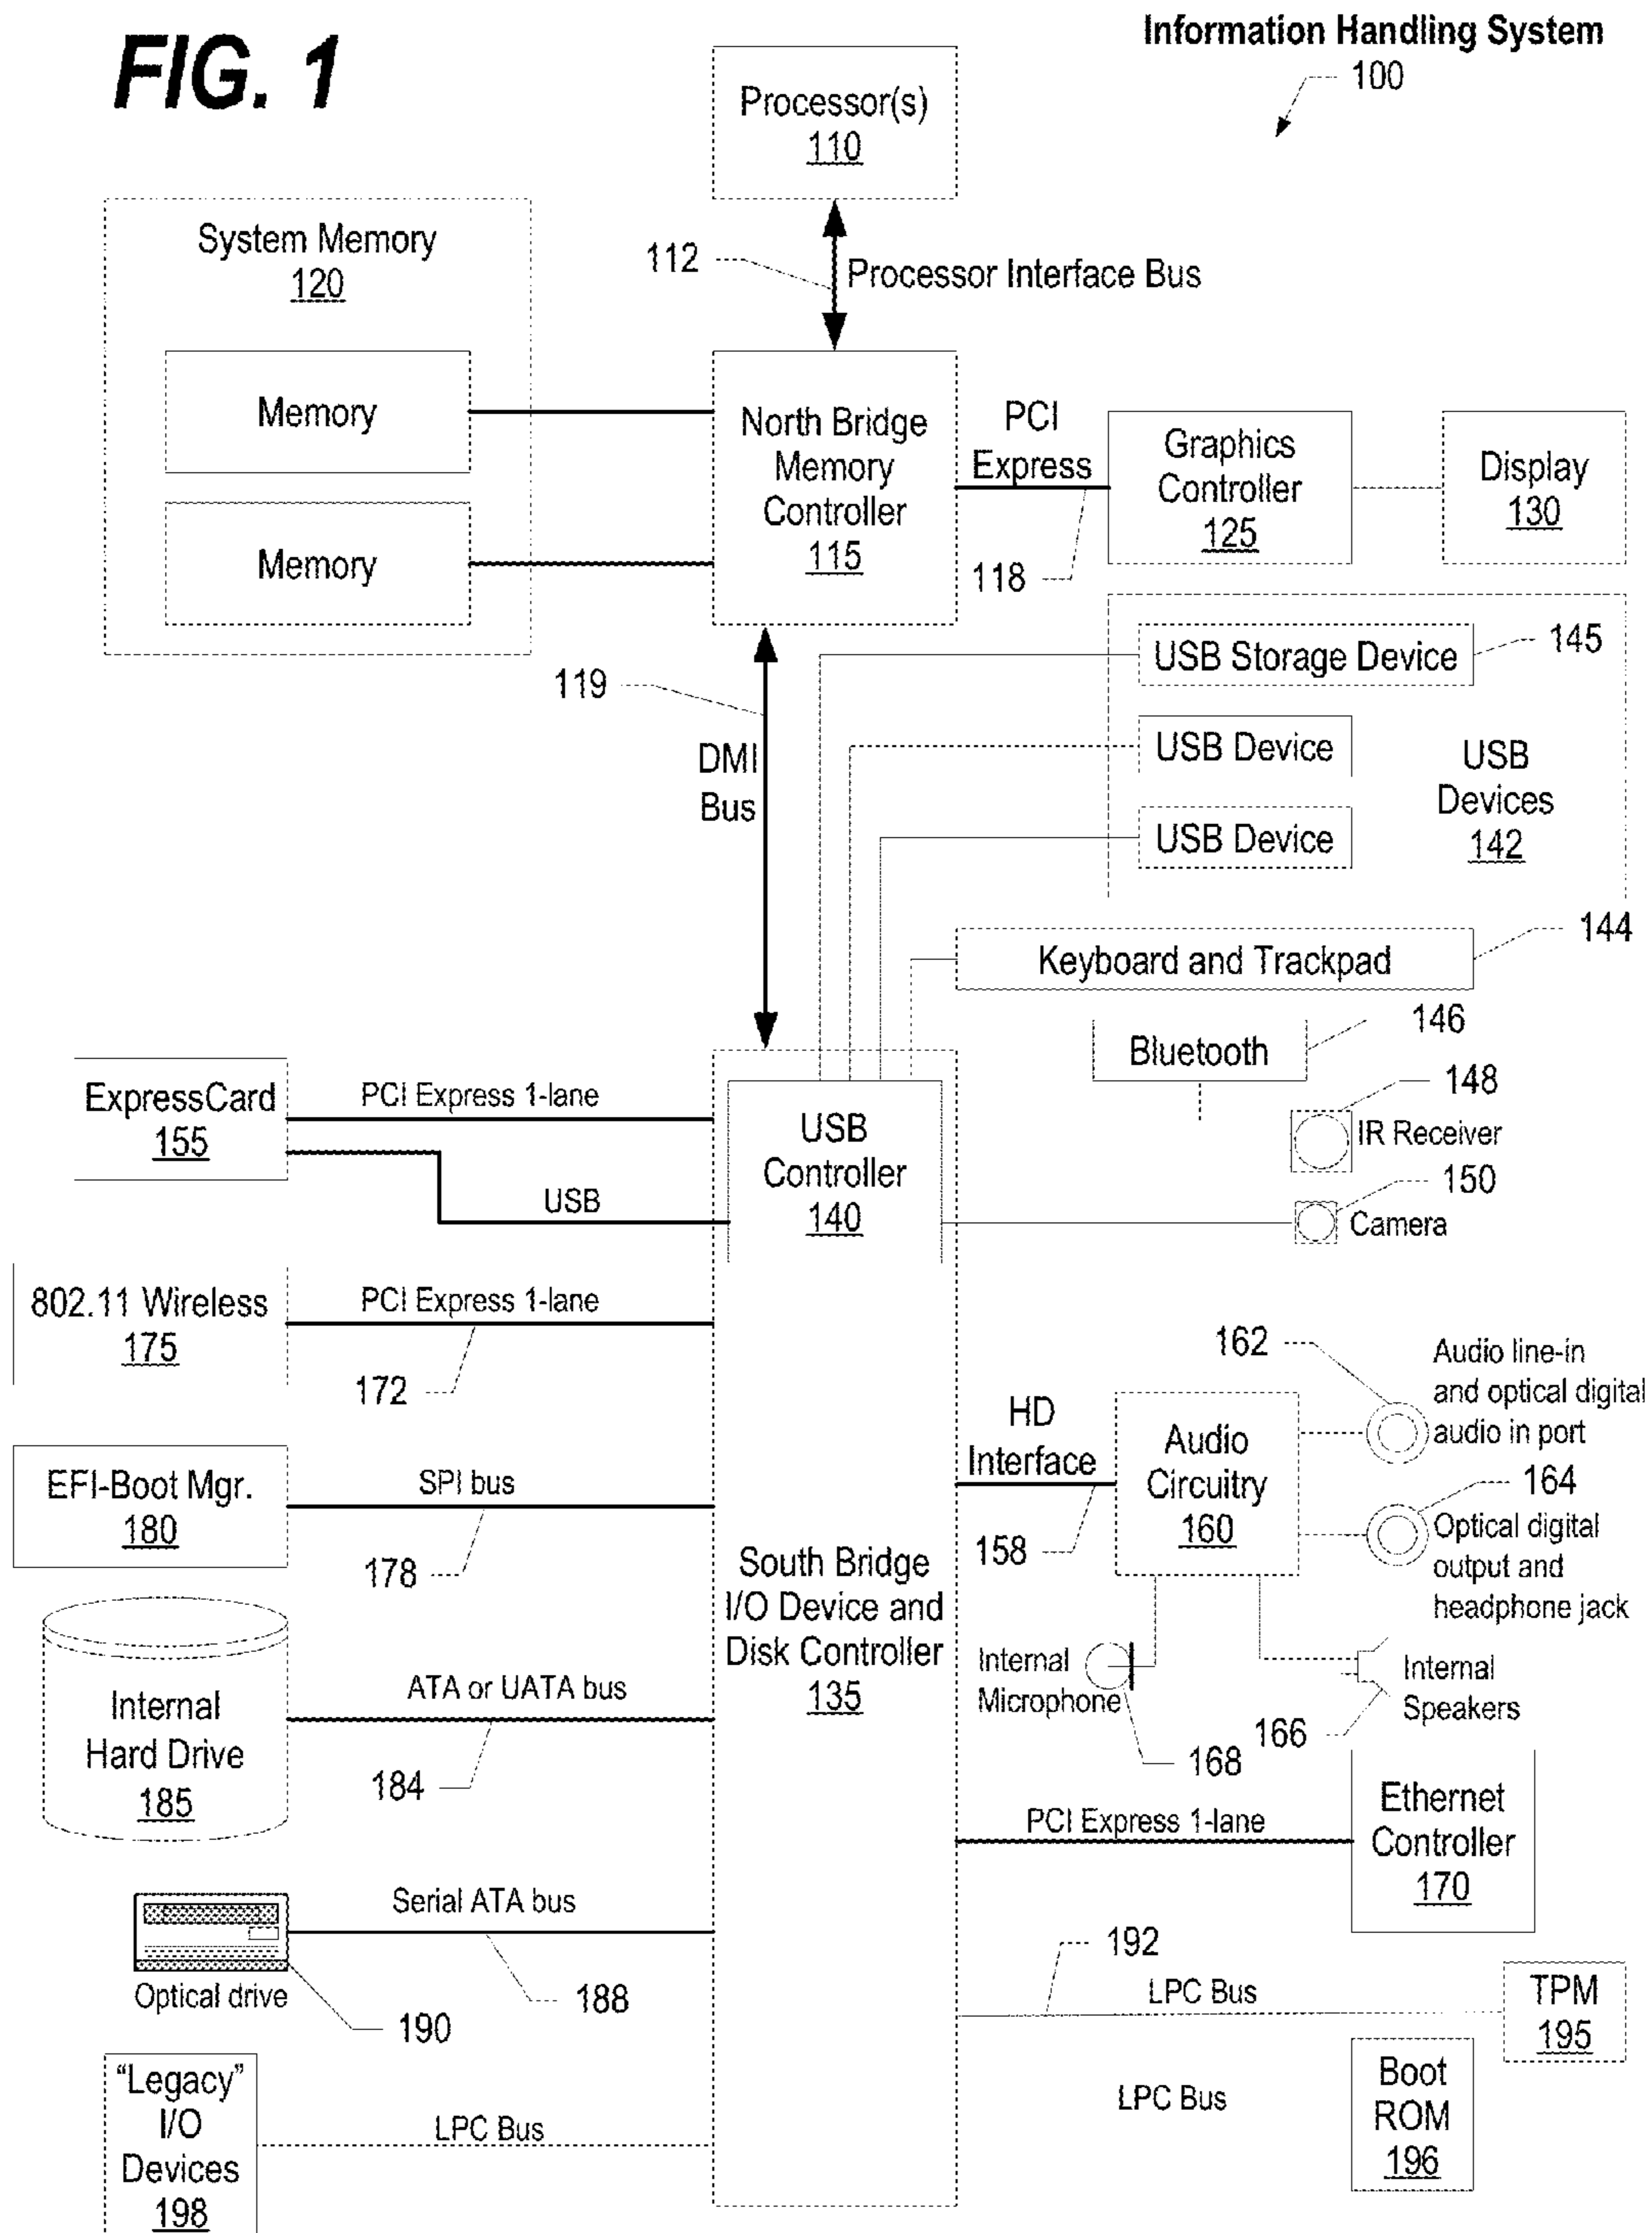 FIG. 1
Information Handling System
100
Processor(s)
110
System Memory
120
112
Processor Interface Bus
Memory
Memory
North Bridge
Memory
Controller
115
PCI
Express
118
Graphics
Controller
125
Display
130
119
DMI
Bus
USB Storage Device
145
USB Device
USB Device
USB
Devices
142
144
Keyboard and Trackpad
146
Bluetooth
148
IR Receiver
150
Camera
ExpressCard
155
PCI Express 1-lane
USB
USB
Controller
140
802.11 Wireless
175
PCI Express 1-lane
172
162
Audio line-in
and optical digital
audio in port
HD
Interface
158
Audio
Circuitry
160
164
Optical digital
output and
headphone jack
EFI-Boot Mgr.
180
SPI bus
178
South Bridge
I/O Device and
Disk Controller
135
Internal
Microphone
168
Internal
Speakers
166
Internal
Hard Drive
185
ATA or UATA bus
184
PCI Express 1-lane
Ethernet
Controller
170
Serial ATA bus
188
Optical drive
190
192
LPC Bus
TPM
195
"Legacy"
I/O
Devices
198
LPC Bus
LPC Bus
Boot
ROM
196